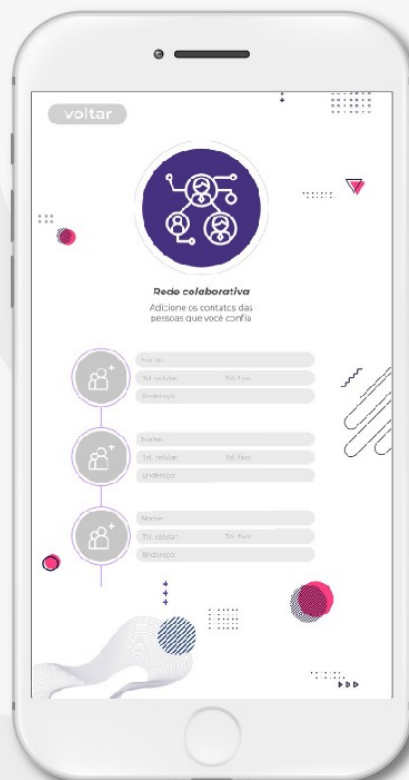 voltar
Rede colaborativa
Adicione os contatos das
pessoas que você confia
Nome:
Tel. celular: Tel. fixo:
Endereço:
Nome:
Tel. celular: Tel. fixo:
Endereço:
Nome:
Tel. celular: Tel. fixo:
Endereço: